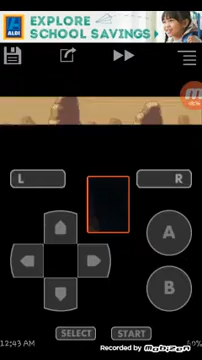 ALDI
EXPLORE
SCHOOL SAVINGS
L
R
A
B
SELECT
START
12:43 AM
Recorded by Mobizen